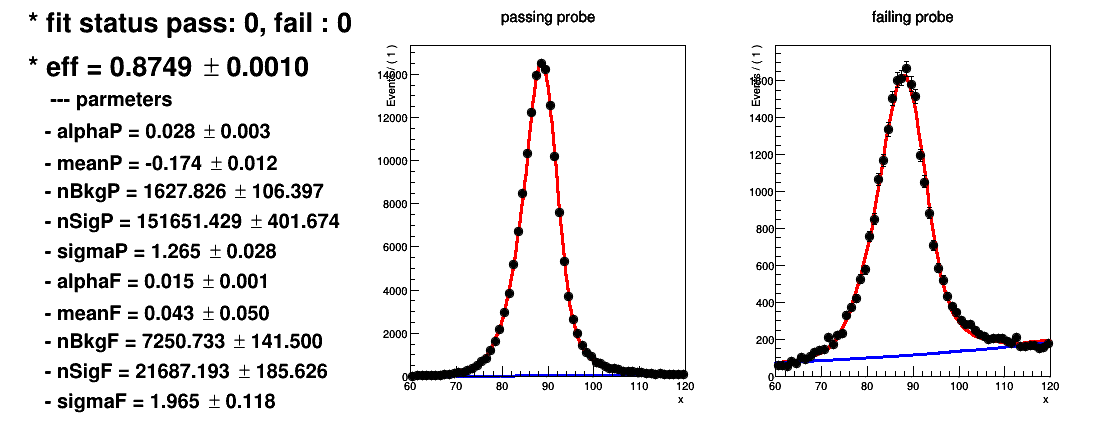 * fit status pass: 0, fail : 0
* eff = 0.8749 ± 0.0010
--- parmeters
- alphaP = 0.028 ± 0.003
- meanP = -0.174 ± 0.012
- nBkgP = 1627.826 ± 106.397
- nSigP = 151651.429 ± 401.674
- sigmaP = 1.265 ± 0.028
- alphaF = 0.015 ± 0.001
- meanF = 0.043 ± 0.050
- nBkgF = 7250.733 ± 141.500
- nSigF = 21687.193 ± 185.626
- sigmaF = 1.965 ± 0.118
passing probe
Events / ( 1 )
14000
12000
10000
8000
6000
4000
2000
0
60 70 80 90 100 110 120
x
failing probe
Events / ( 1 )
1600
1400
1200
1000
800
600
400
200
0
60 70 80 90 100 110 120
x